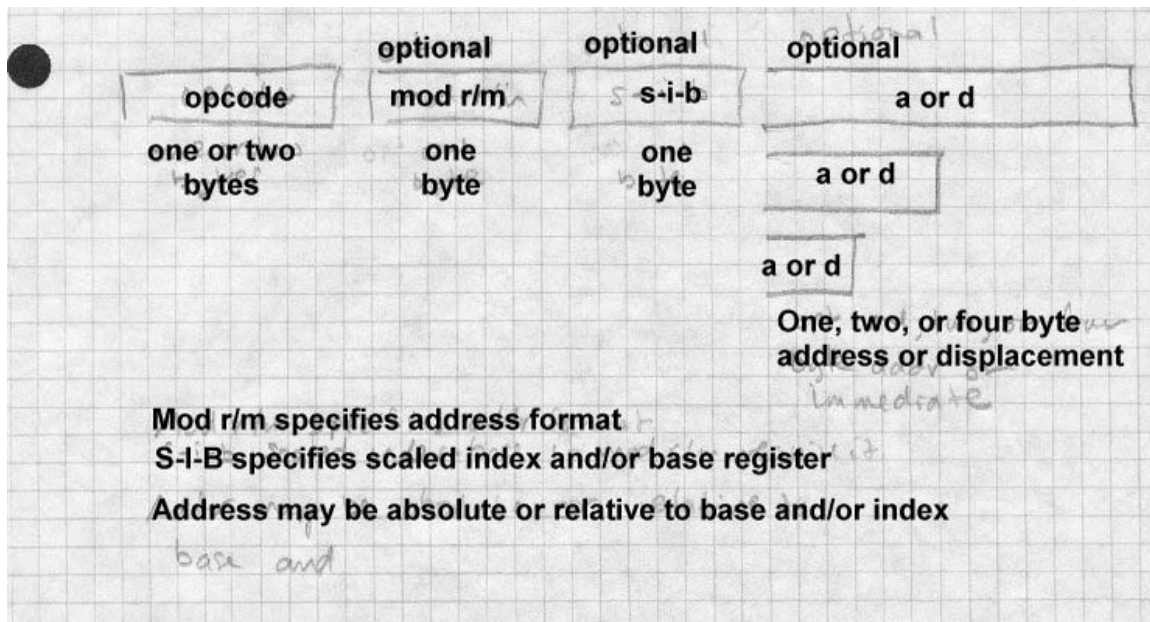 optional optional optional
opcode mod r/m s-i-b a or d
one or two one one
bytes byte byte
a or d
a or d
One, two, or four byte
address or displacement
immediate
Mod r/m specifies address format
S-I-B specifies scaled index and/or base register
Address may be absolute or relative to base and/or index
base and